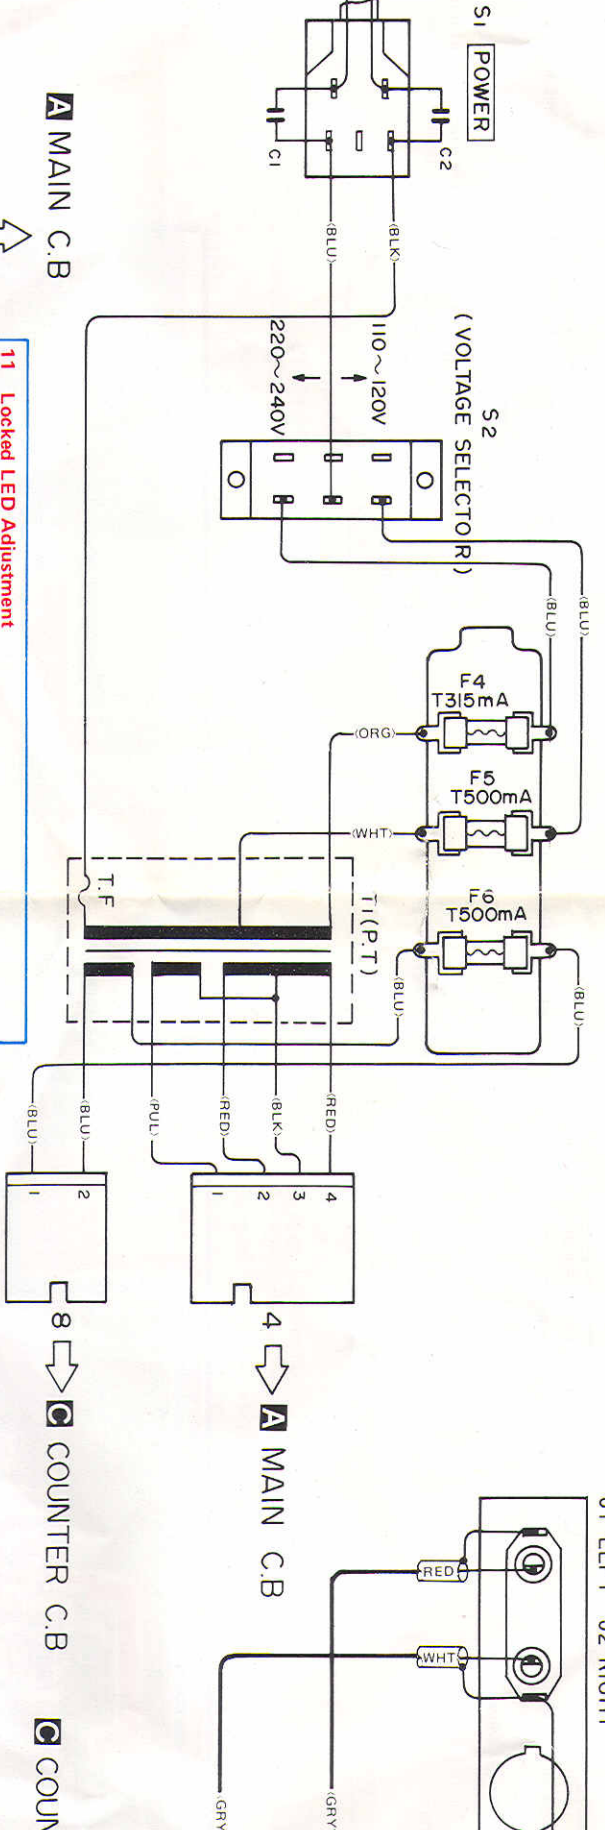 S1 POWER
C2
C1
(BLK)
(BLU)
A MAIN C.B
S2
(VOLTAGE SELECTOR)
110~120V
220~240V
11 Locked LED Adjustment
(BLU)
(BLU)
F4
T315mA
F5
T500mA
F6
T500mA
(ORG)
(WHT)
(BLU)
(BLU)
T.F
T1(P.T)
(RED)
(BLK)
(RED)
(PUL)
(BLU)
(BLU)
4
3
2
1
2
1
4
A MAIN C.B
8
C COUNTER C.B
RED
WHT
(GRY
(GRY
C COUN